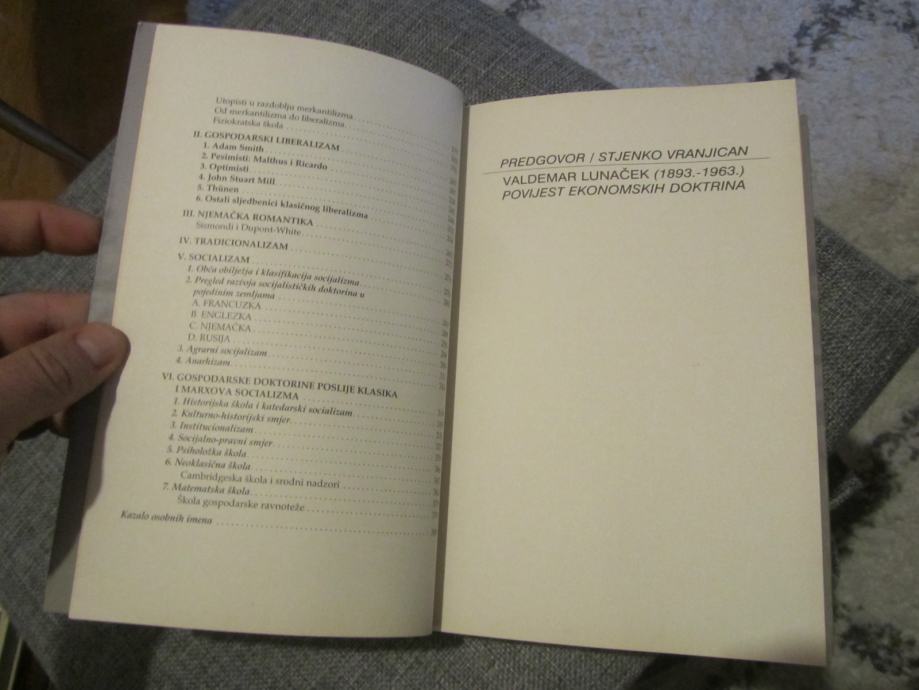 Utopisti u razdoblju merkantilizma
Od merkantilizma do liberalizma
Fiziokratska škola
II. GOSPODARSKI LIBERALIZAM
1. Adam Smith
2. Pesimisti: Malthus i Ricardo
3. Optimisti
4. John Stuart Mill
5. Thünen
6. Ostali sljedbenici klasičnog liberalizma
III. NJEMAČKA ROMANTIKA
Sismondi i Dupont-White
IV. TRADICIONALIZAM
V. SOCIJALIZAM
1. Opća obilježja i klasifikacija socijalizma
2. Pregled razvoja socijalističkih doktrina u
pojedinim zemljama
A. FRANCUZKA
B. ENGLEZKA
C. NJEMAČKA
D. RUSIJA
3. Agrarni socijalizam
4. Anarhizam
VI. GOSPODARSKE DOKTORINE POSLIJE KLASIKA
I MARXOVA SOCIALIZMA
1. Historijska škola i katedarski socializam
2. Kulturno-historijski smjer
3. Institucionalizam
4. Socijalno-pravni smjer
5. Psiholožka škola
6. Neoklasična škola
Cambridgeska škola i srodni nadzori
7. Matematska škola
Škola gospodarske ravnoteže
Kazalo osobnih imena
PREDGOVOR / STJENKO VRANJICAN
VALDEMAR LUNAČEK (1893.-1963.)
POVIJEST EKONOMSKIH DOKTRINA